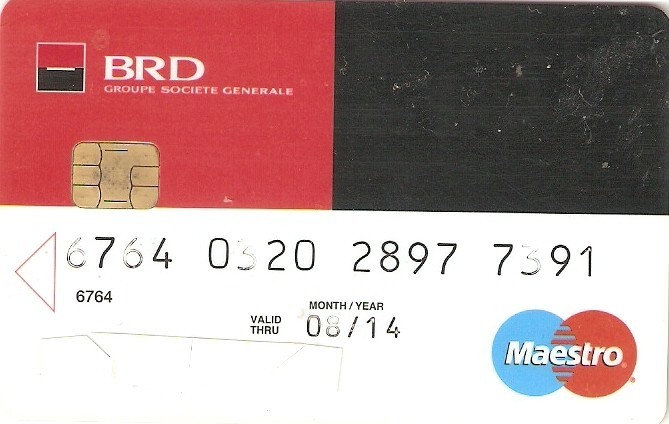 BRD
GROUPE SOCIETE GENERALE
6764 0320 2897 7391
6764
MONTH / YEAR
VALID THRU 08/14
Maestro